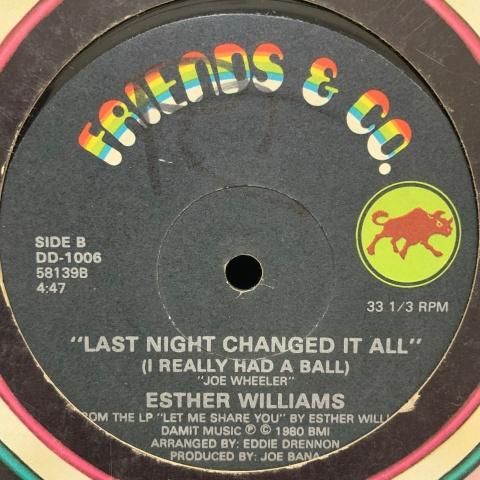 FRIENDS & CO.
SIDE B
DD-1006
58139B
4:47
33 1/3 RPM
"LAST NIGHT CHANGED IT ALL"
(I REALLY HAD A BALL)
"JOE WHEELER"
ESTHER WILLIAMS
THE LP "LET ME SHARE YOU" BY ESTHER
DAMIT MUSIC Ⓟ © 1980 BMI
ARRANGED BY: EDDIE DRENNON
PRODUCED BY: JOE BANA